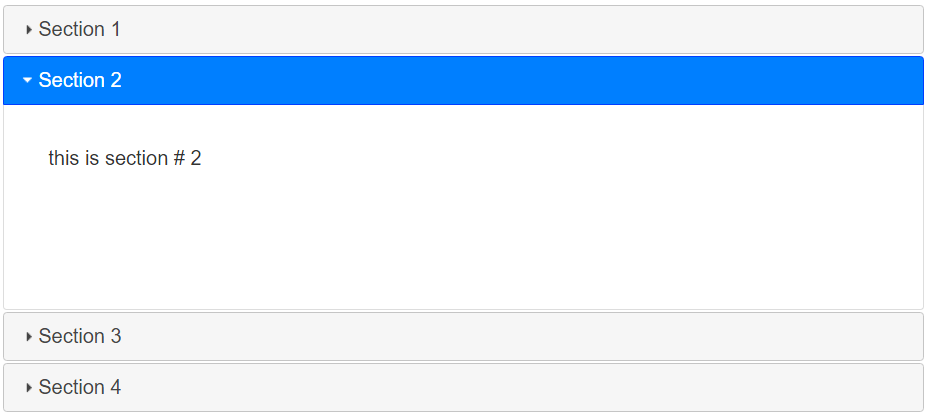 Section 1
Section 2
this is section # 2
Section 3
Section 4